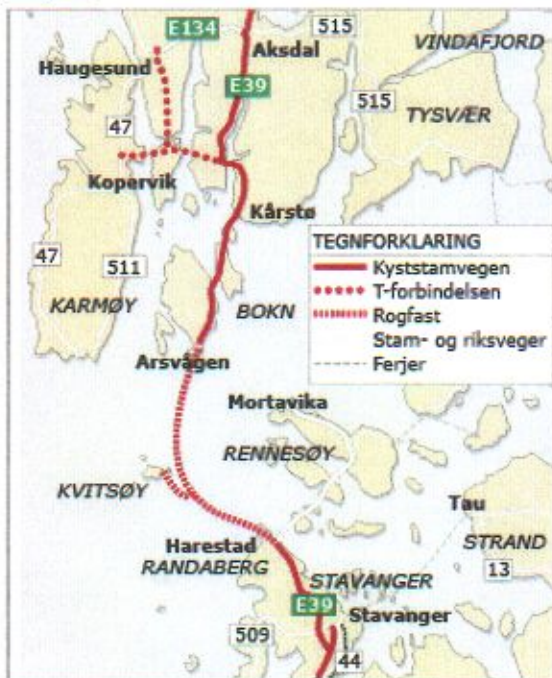 E134
515
Aksdal
VINDAFJORD
Haugesund
E39
515
TYSVÆR
47
Kopervik
Kårstø
TEGNFORKLARING
Kyststamvegen
T-forbindelsen
Rogfast
Stam- og riksveger
Ferjer
47
511
KARMØY
BOKN
Arsvågen
Mortavika
RENNESØY
KVITSØY
Tau
STRAND
Harestad
RANDABERG
13
STAVANGER
E39
Stavanger
509
44